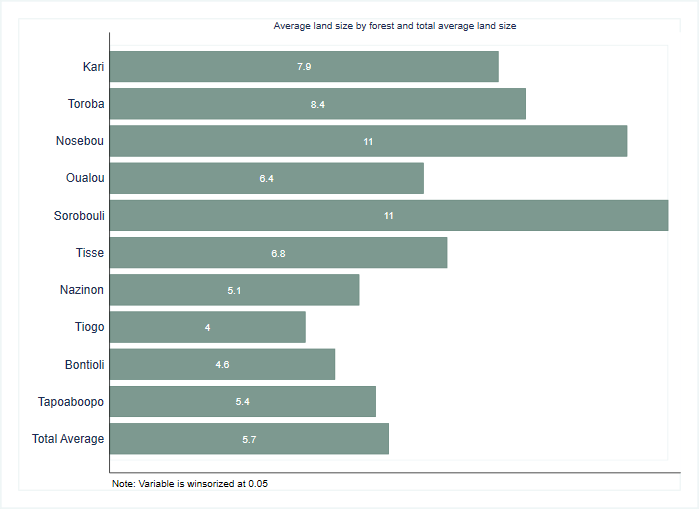 Average land size by forest and total average land size
Kari 7.9
Toroba 8.4
Nosebou 11
Oualou 6.4
Sorobouli 11
Tisse 6.8
Nazinon 5.1
Tiogo 4
Bontioli 4.6
Tapoaboopo 5.4
Total Average 5.7
Note: Variable is winsorized at 0.05